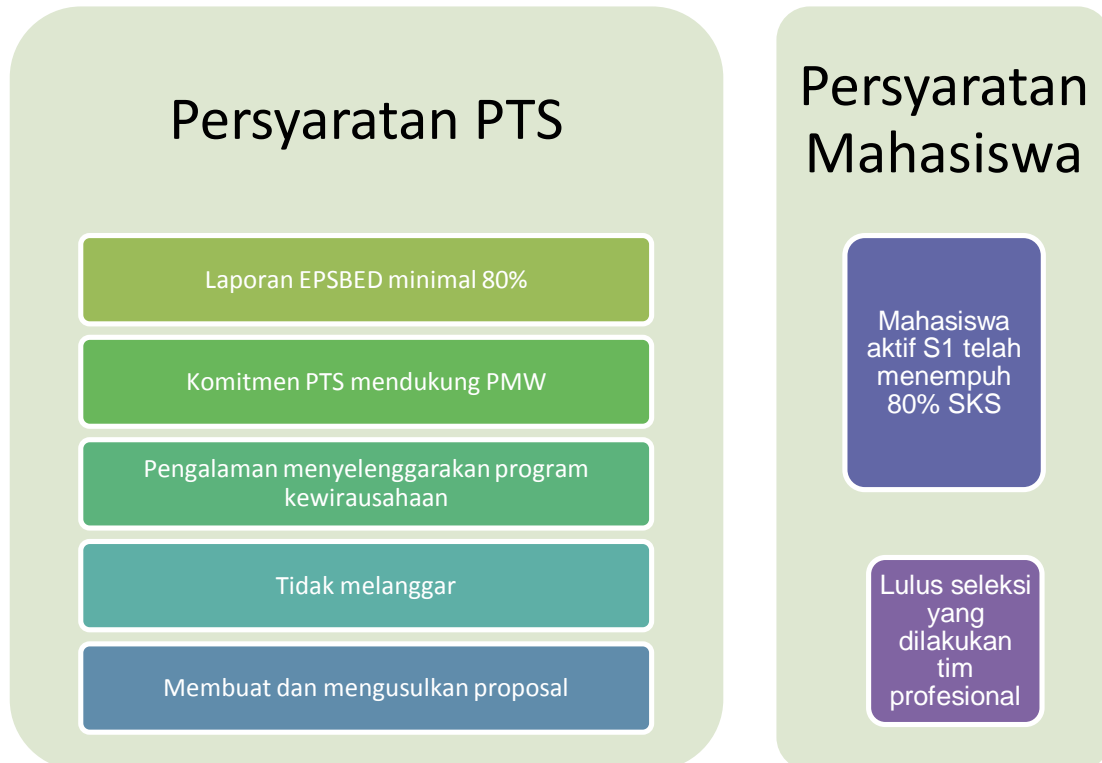 Persyaratan PTS
Laporan EPSBED minimal 80%
Komitmen PTS mendukung PMW
Pengalaman menyelenggarakan program
kewirausahaan
Tidak melanggar
Membuat dan mengusulkan proposal
Persyaratan
Mahasiswa
Mahasiswa
aktif S1 telah
menempuh
80% SKS
Lulus seleksi
yang
dilakukan
tim
profesional